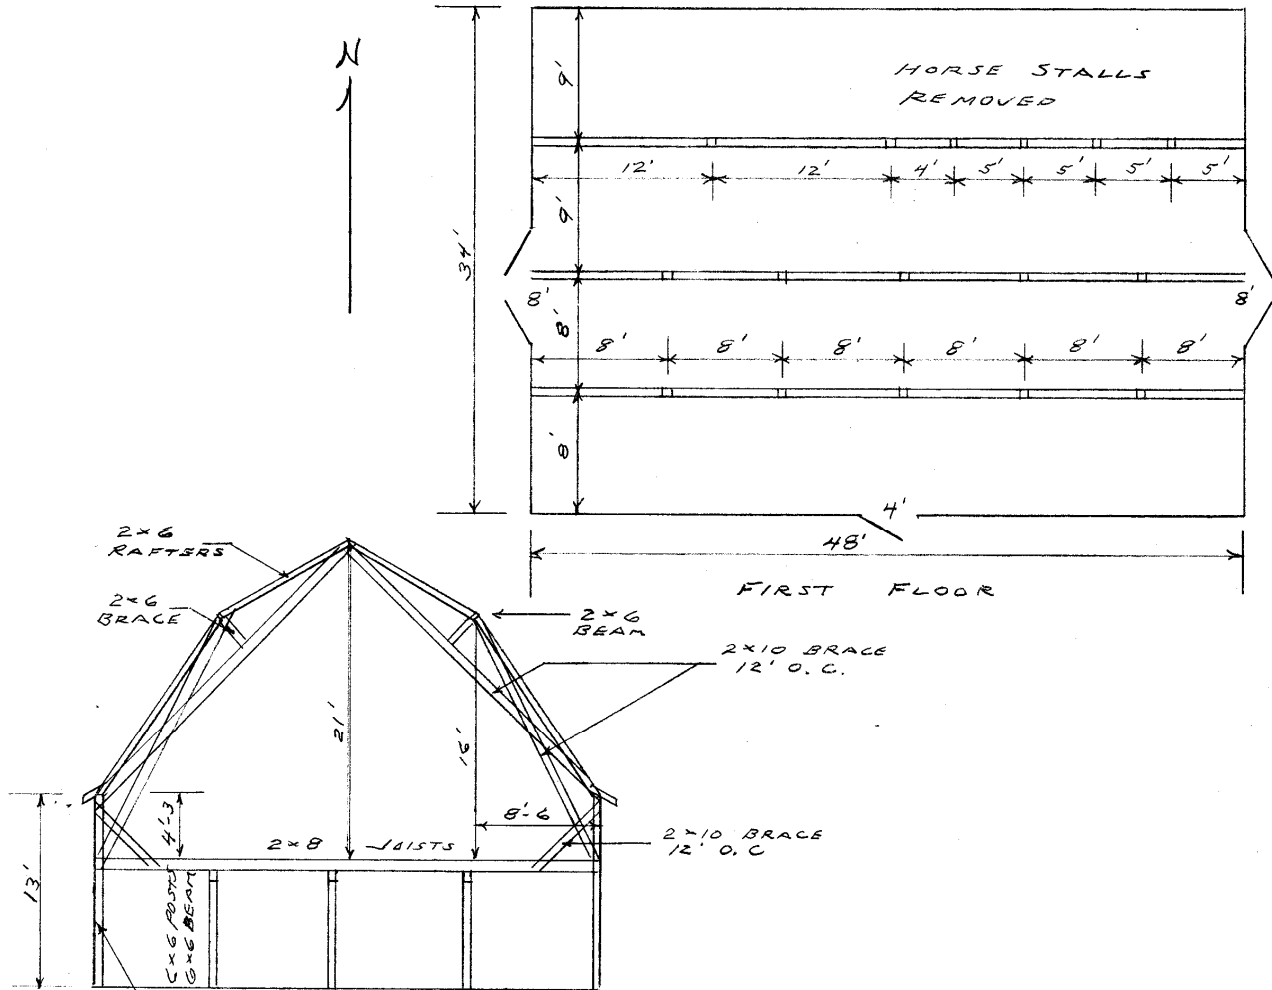 N
HORSE STALLS
REMOVED
9'
12' 12' 4' 5' 5' 5' 5'
9'
34'
8' 8'
8'
8' 8' 8' 8' 8' 8'
8'
4'
48'
FIRST FLOOR
2×6
RAFTERS
2×6
BRACE
2×6
BEAM
2×10 BRACE
12' O.C.
21'
16'
4'-3
8'-6
2×8 JOISTS
2×10 BRACE
12' O.C
13'
6×6 POSTS
6×6 BEAM